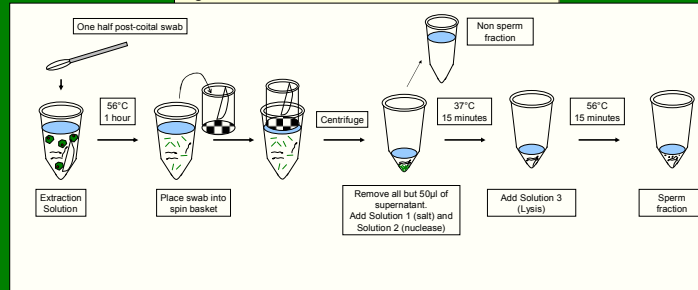 One half post-coital swab
Non sperm
fraction
56°C
1 hour
Centrifuge
37°C
15 minutes
56°C
15 minutes
Extraction
Solution
Place swab into
spin basket
Remove all but 50µl of
supernatant.
Add Solution 1 (salt) and
Solution 2 (nuclease)
Add Solution 3
(Lysis)
Sperm
fraction